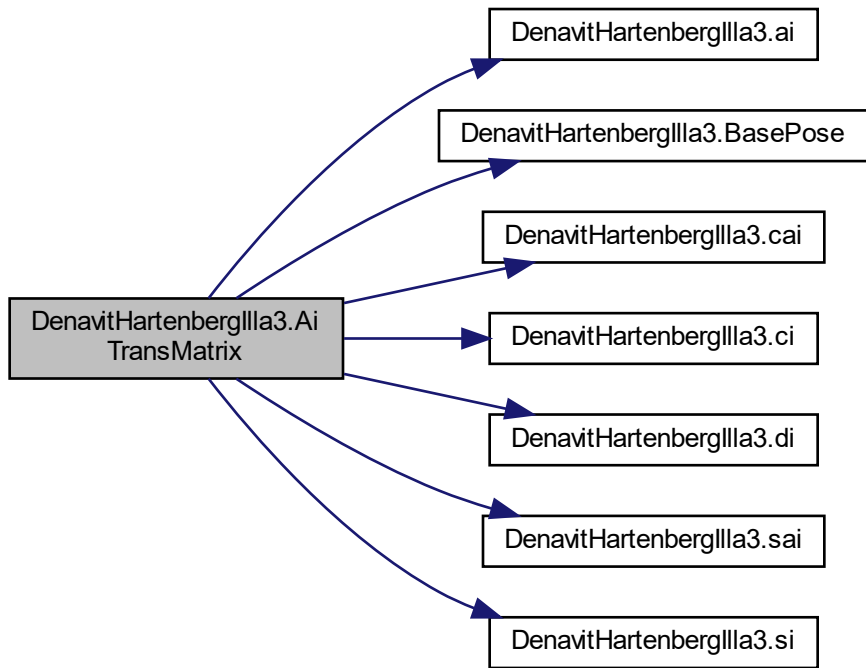 DenavitHartenbergIIIa3.Ai
TransMatrix
DenavitHartenbergIIIa3.ai
DenavitHartenbergIIIa3.BasePose
DenavitHartenbergIIIa3.cai
DenavitHartenbergIIIa3.ci
DenavitHartenbergIIIa3.di
DenavitHartenbergIIIa3.sai
DenavitHartenbergIIIa3.si